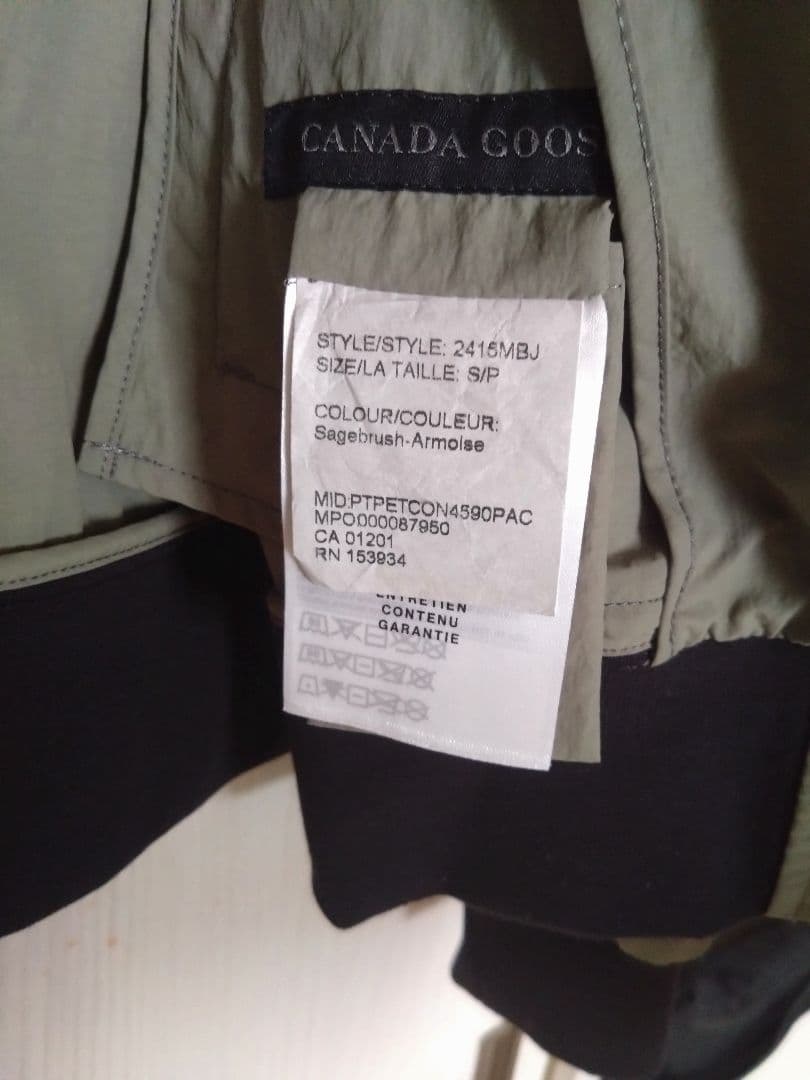 CANADA GOOS
STYLE/STYLE: 2415MBJ
SIZE/LA TAILLE: S/P
COLOUR/COULEUR:
Sagebrush-Armoise
MID:PTPETCON4590PAC
MPO000087950
CA 01201
RN 153934
ENTRETIEN
CONTENU
GARANTIE